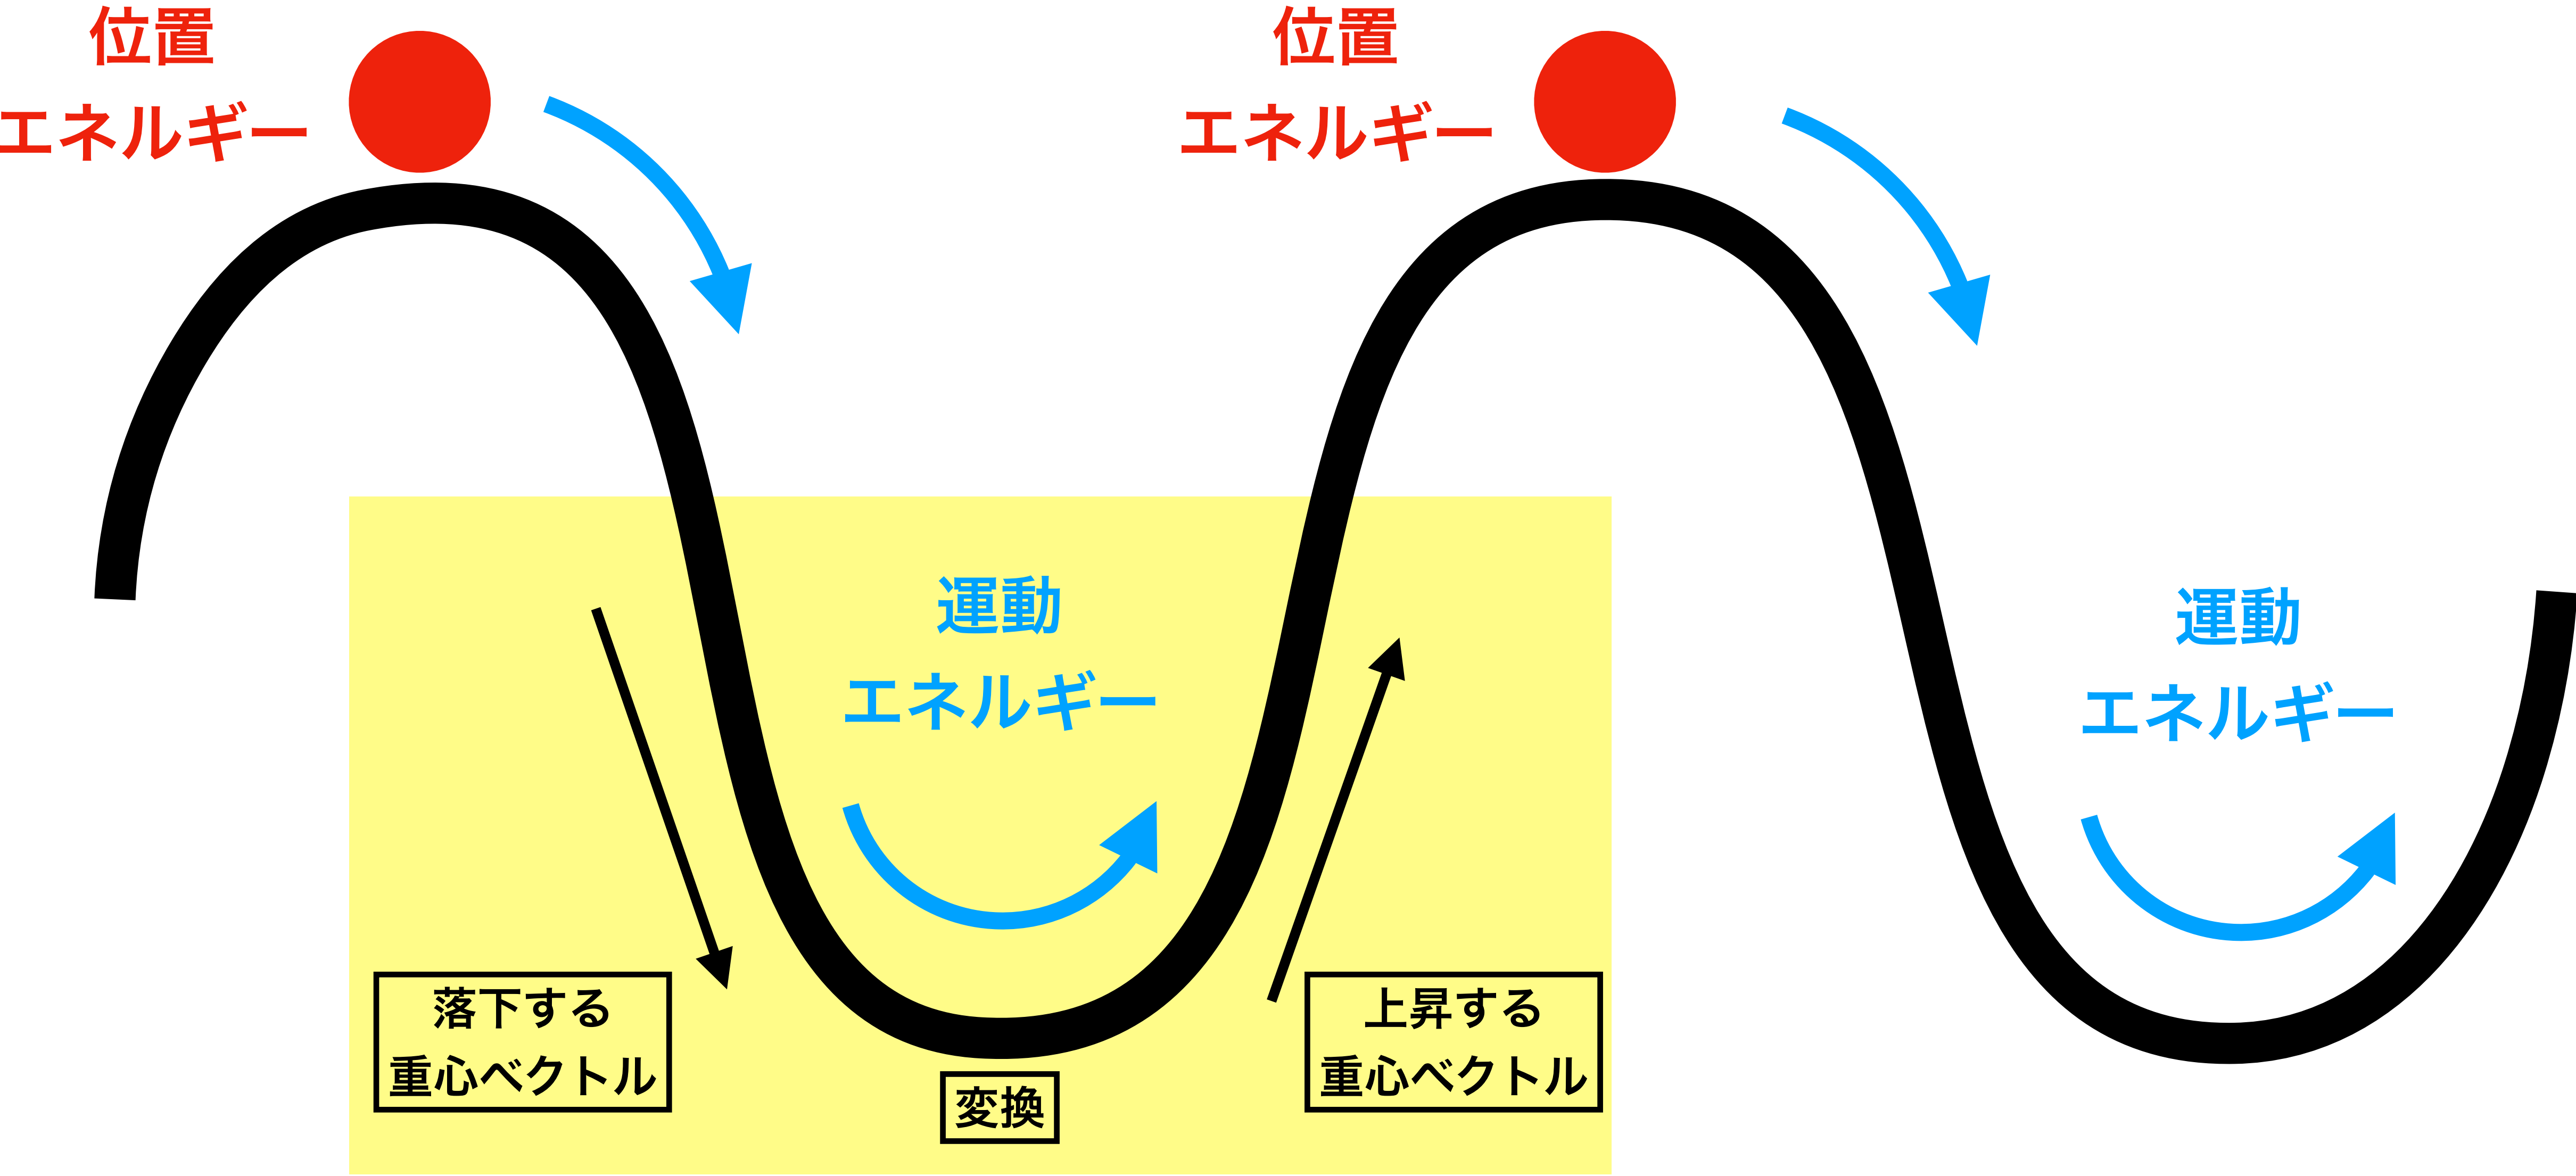 位置
エネルギー
位置
エネルギー
運動
エネルギー
運動
エネルギー
落下する
重心ベクトル
変換
上昇する
重心ベクトル